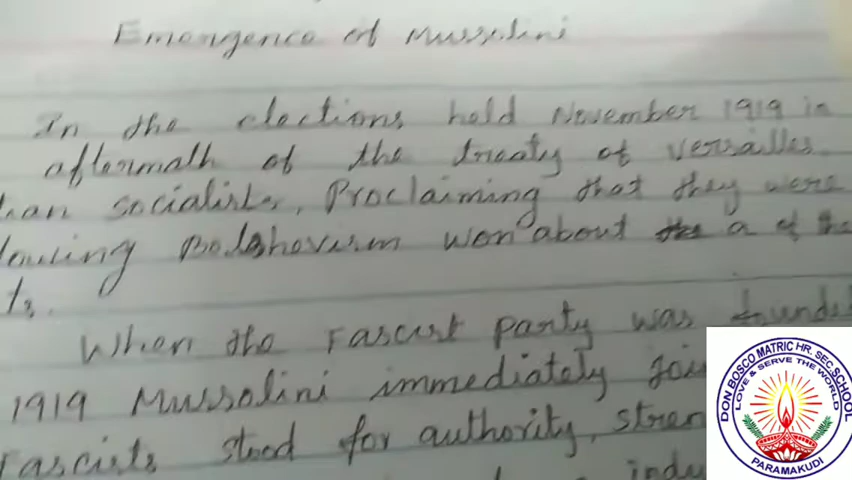 Emergence of Mussolini
In the elections held November 1919 in
aftermath of the treaty of Versailles.
socialists, Proclaiming that they were
Bolshevism won about a of the
ts.
When the Fascist party was
1919 Mussolini immediately
Fascists stood for authority,
DON BOSCO MATRIC HR. SEC SCHOOL
LOVE & SERVE THE WORLD
PARAMAKUDI